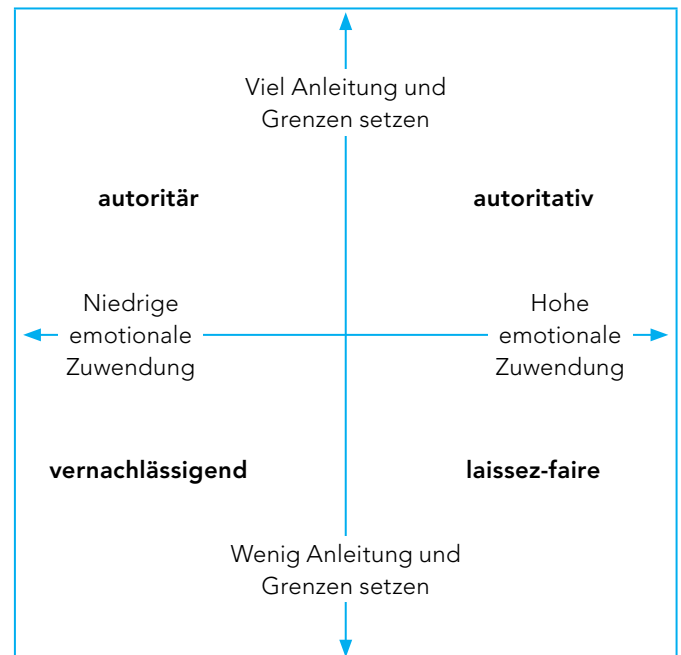 Viel Anleitung und
Grenzen setzen
autoritär
autoritativ
Niedrige
emotionale
Zuwendung
Hohe
emotionale
Zuwendung
vernachlässigend
laissez-faire
Wenig Anleitung und
Grenzen setzen